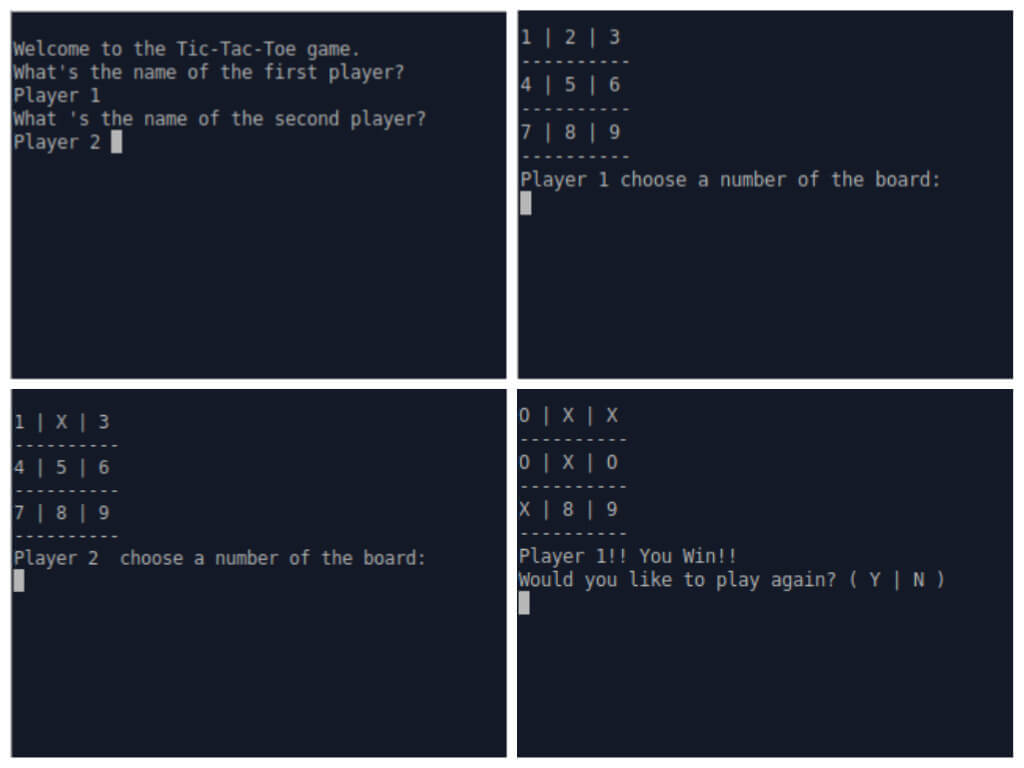 Welcome to the Tic-Tac-Toe game.
What's the name of the first player?
Player 1
What 's the name of the second player?
Player 2
1 | 2 | 3
----------
4 | 5 | 6
----------
7 | 8 | 9
----------
Player 1 choose a number of the board:
1 | X | 3
----------
4 | 5 | 6
----------
7 | 8 | 9
----------
Player 2  choose a number of the board:
O | X | X
----------
O | X | O
----------
X | 8 | 9
----------
Player 1!! You Win!!
Would you like to play again? ( Y | N )